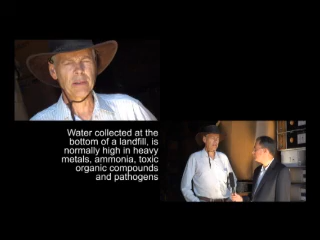 Water collected at the
bottom of a landfill, is
normally high in heavy
metals, ammonia, toxic
organic compounds
and pathogens